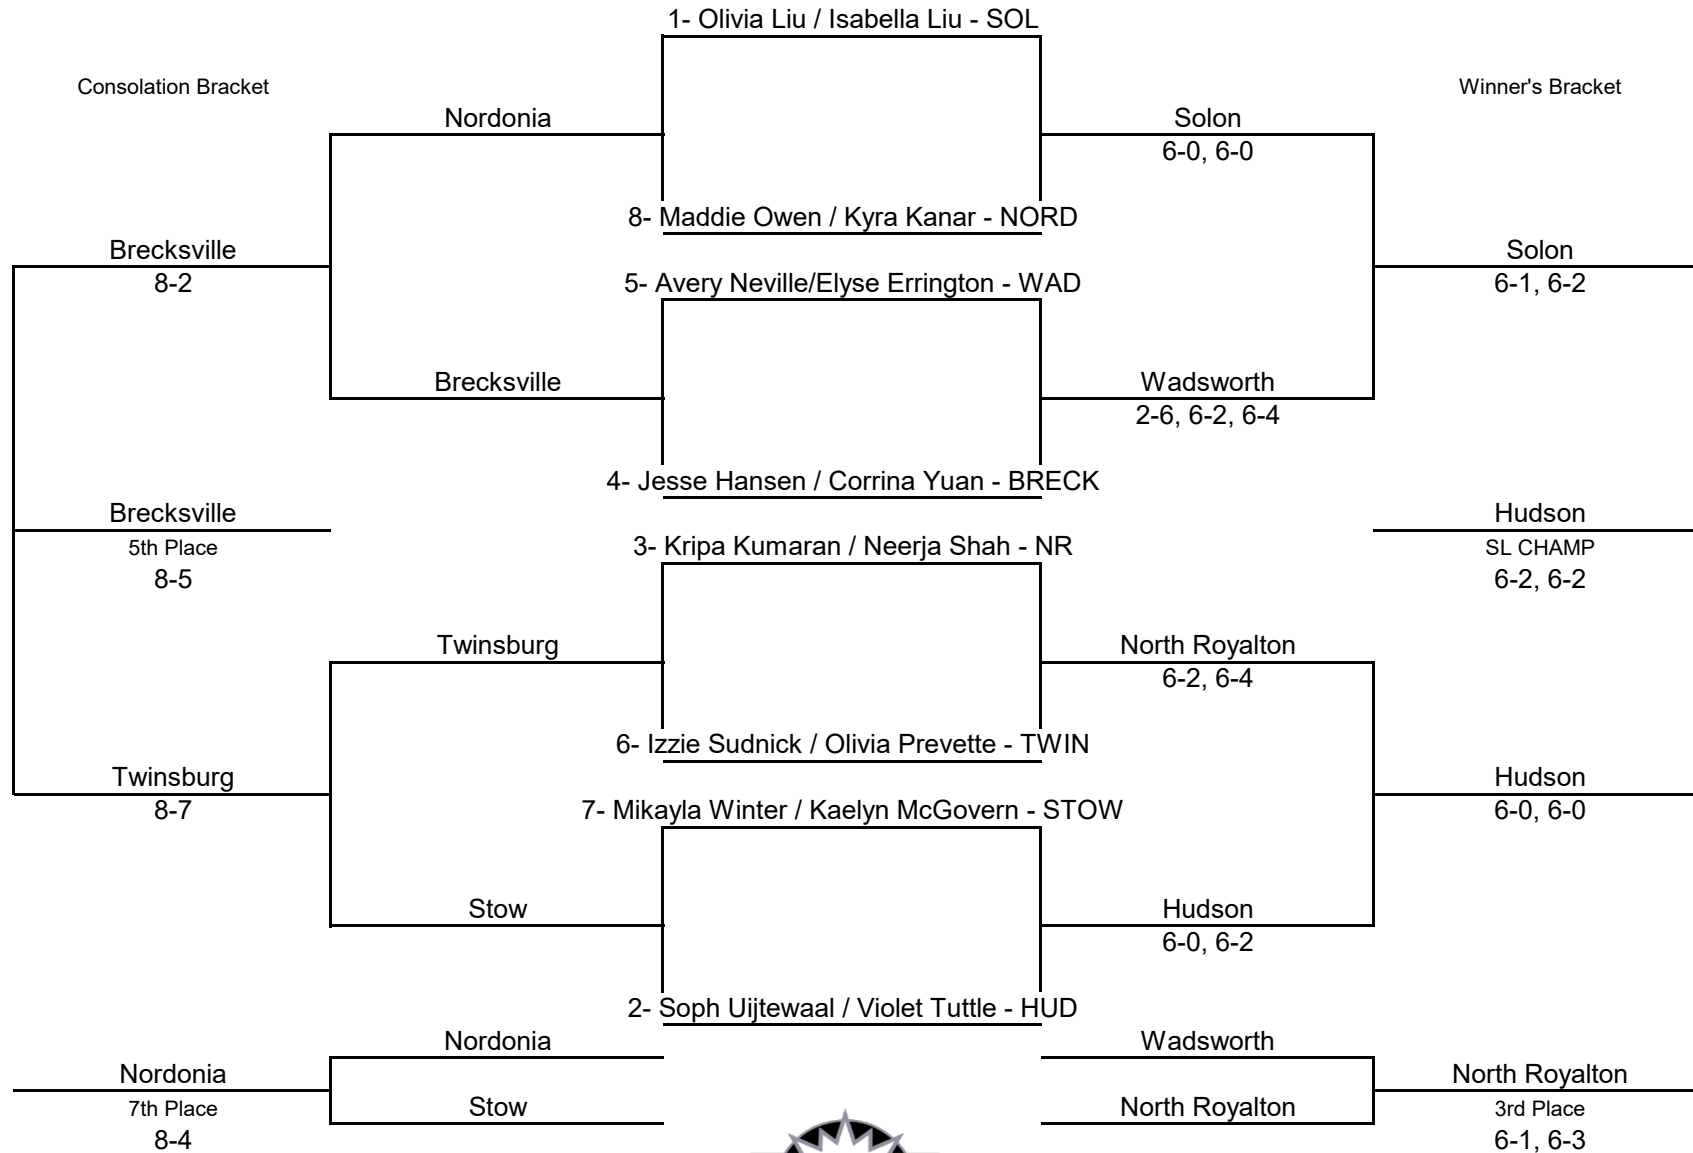 1- Olivia Liu / Isabella Liu - SOL
Consolation Bracket
Winner's Bracket
Nordonia
Solon
6-0, 6-0
8- Maddie Owen / Kyra Kanar - NORD
Brecksville
8-2
Solon
6-1, 6-2
5- Avery Neville/Elyse Errington - WAD
Brecksville
Wadsworth
2-6, 6-2, 6-4
4- Jesse Hansen / Corrina Yuan - BRECK
Brecksville
5th Place
8-5
Hudson
SL CHAMP
6-2, 6-2
3- Kripa Kumaran / Neerja Shah - NR
Twinsburg
North Royalton
6-2, 6-4
6- Izzie Sudnick / Olivia Prevette - TWIN
Twinsburg
8-7
Hudson
6-0, 6-0
7- Mikayla Winter / Kaelyn McGovern - STOW
Stow
Hudson
6-0, 6-2
2- Soph Uijtewaal / Violet Tuttle - HUD
Nordonia
Wadsworth
Nordonia
7th Place
8-4
North Royalton
3rd Place
6-1, 6-3
Stow
North Royalton